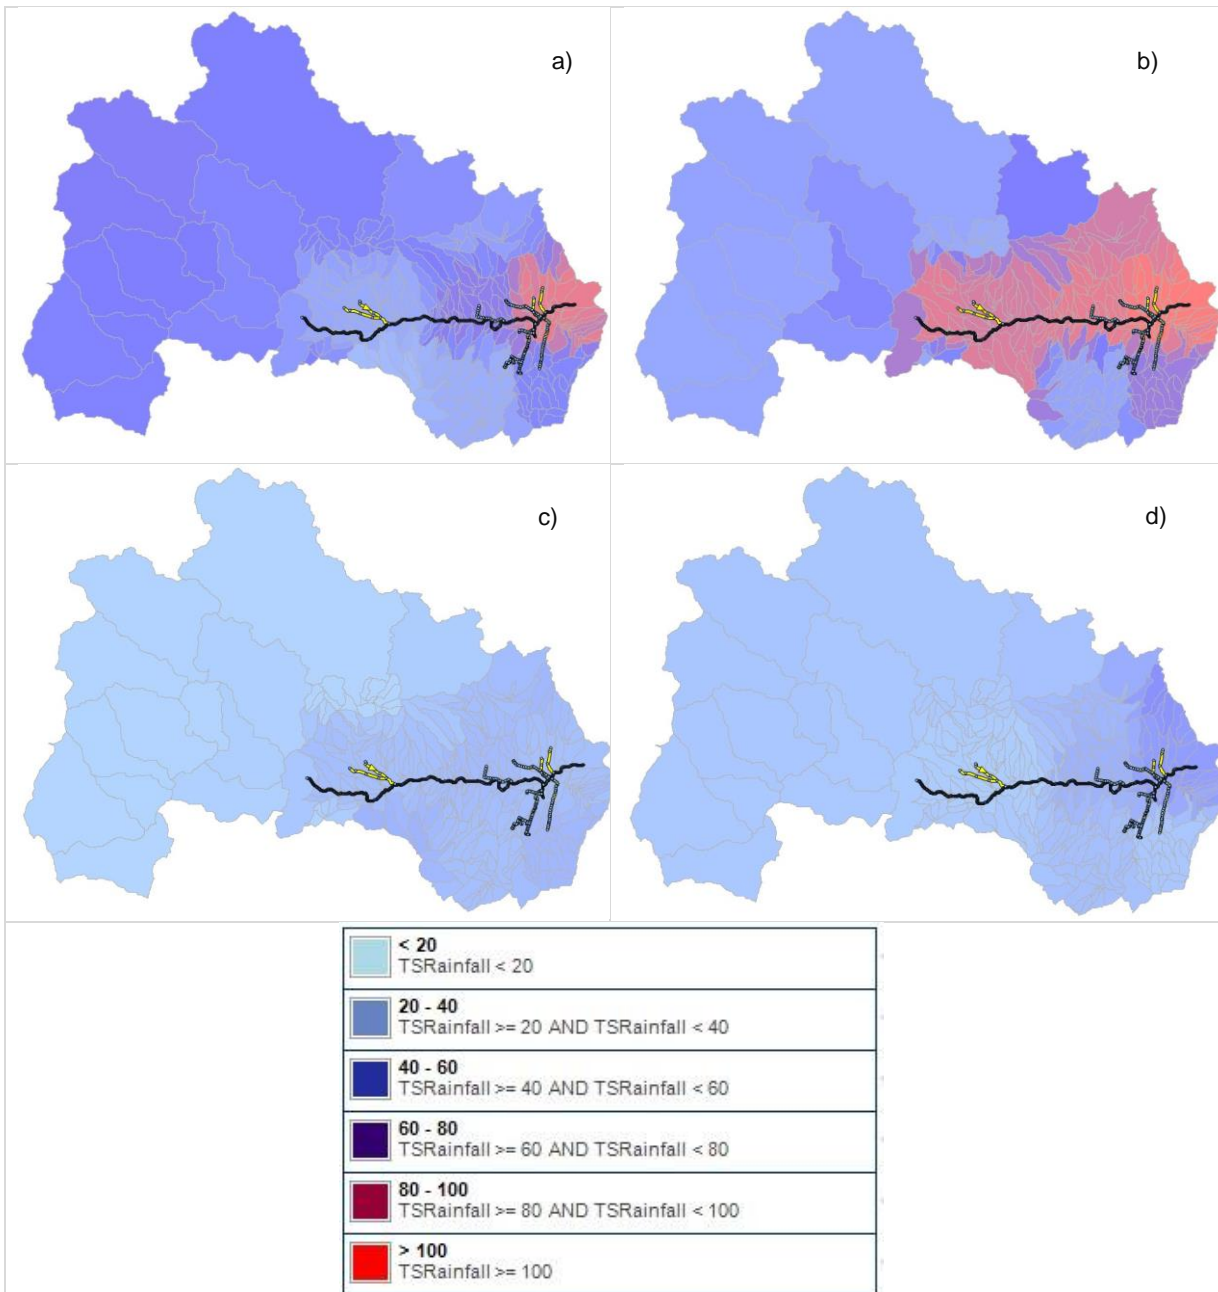 a)
b)
c)
d)
< 20
TSRainfall < 20
20 - 40
TSRainfall >= 20 AND TSRainfall < 40
40 - 60
TSRainfall >= 40 AND TSRainfall < 60
60 - 80
TSRainfall >= 60 AND TSRainfall < 80
80 - 100
TSRainfall >= 80 AND TSRainfall < 100
> 100
TSRainfall >= 100